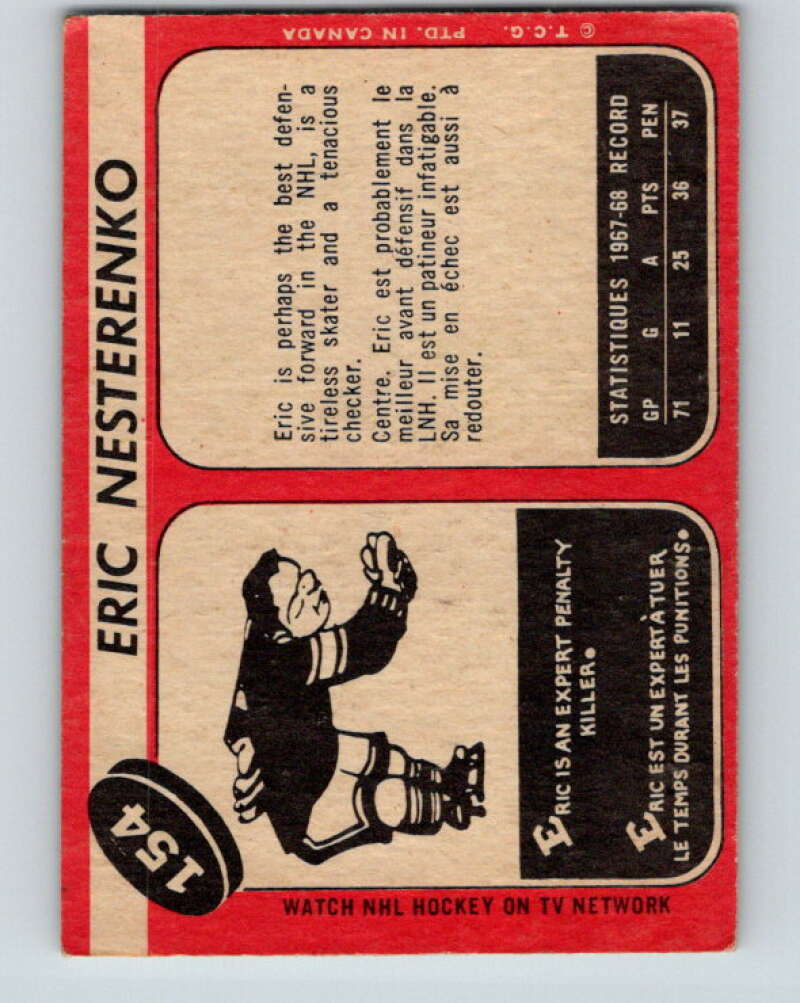 154
ERIC NESTERENKO
WATCH NHL HOCKEY ON TV NETWORK
ERIC IS AN EXPERT PENALTY
KILLER.
ERIC EST UN EXPERT À TUER
LE TEMPS DURANT LES PUNITIONS.
Eric is perhaps the best defen-
sive forward in the NHL, is a
tireless skater and a tenacious
checker.
Centre. Eric est probablement le
meilleur avant défensif dans la
LNH. Il est un patineur infatigable.
Sa mise en échec est aussi à
redouter.
STATISTIQUES 1967-68 RECORD
GP G A PTS PEN
71 11 25 36 37
© T.C.G. PTD. IN CANADA